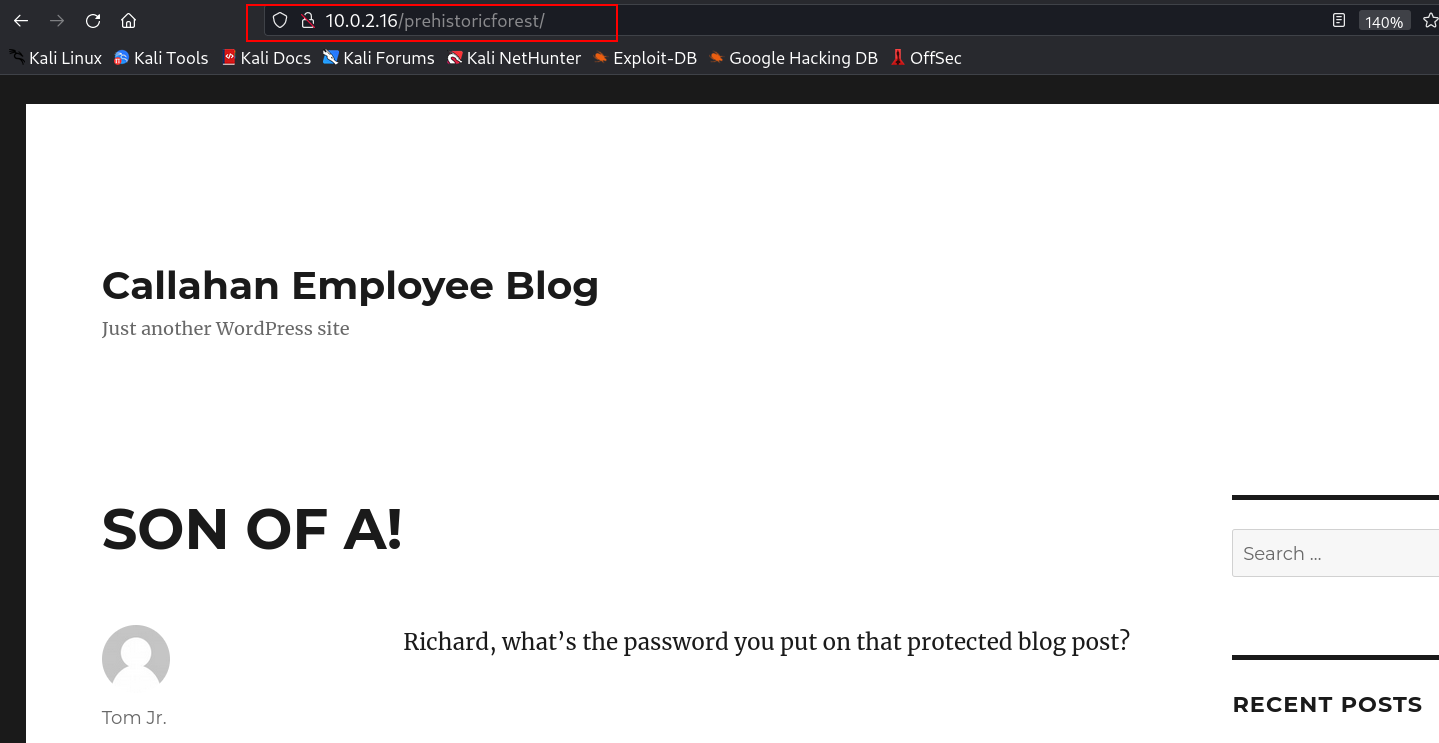 10.0.2.16/prehistoricforest/
140%
Kali Linux Kali Tools Kali Docs Kali Forums Kali NetHunter Exploit-DB Google Hacking DB OffSec
Callahan Employee Blog
Just another WordPress site
SON OF A!
Search ...
Richard, what’s the password you put on that protected blog post?
RECENT POSTS
Tom Jr.